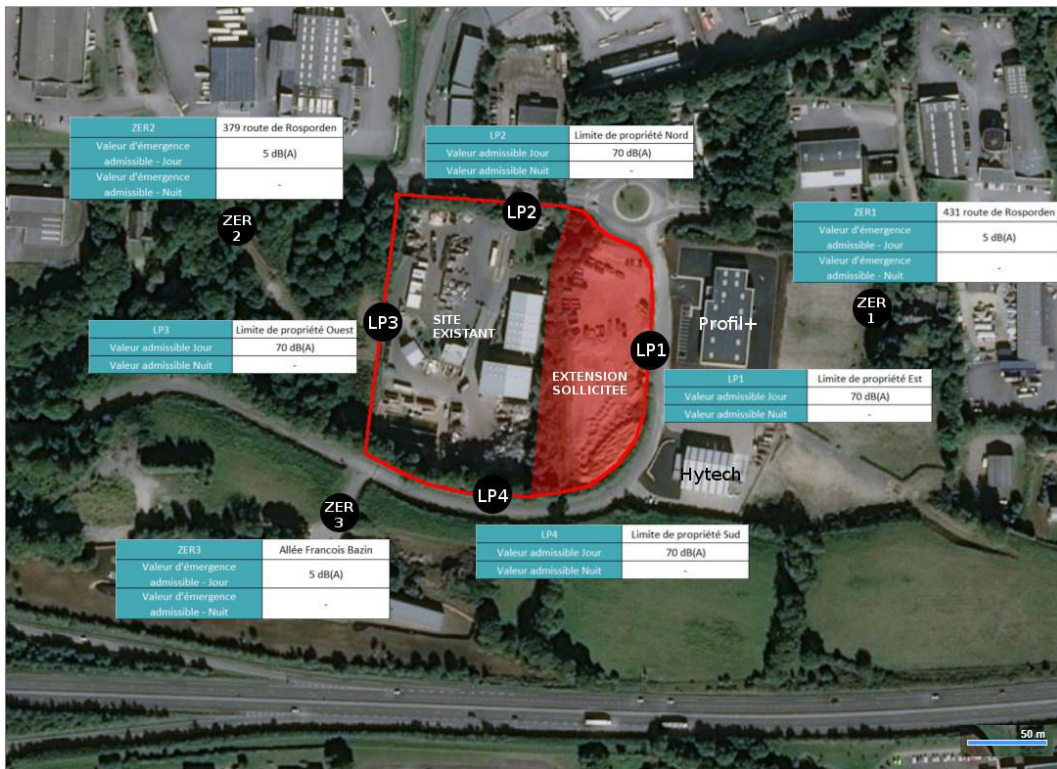 ZER2 379 route de Rosporden
Valeur d'émergence
admissible - Jour
5 dB(A)
Valeur d'émergence
admissible - Nuit
-
LP2 Limite de propriété Nord
Valeur admissible Jour 70 dB(A)
Valeur admissible Nuit -
ZER1 431 route de Rosporden
Valeur d'émergence
admissible - Jour
5 dB(A)
Valeur d'émergence
admissible - Nuit
-
ZER
2
LP2
ZER
1
LP3 Limite de propriété Ouest
Valeur admissible Jour 70 dB(A)
Valeur admissible Nuit -
LP3
SITE
EXISTANT
Profil+
LP1
EXTENSION
SOLLICITEE
LP1 Limite de propriété Est
Valeur admissible Jour 70 dB(A)
Valeur admissible Nuit -
Hytech
LP4
ZER
3
LP4 Limite de propriété Sud
Valeur admissible Jour 70 dB(A)
Valeur admissible Nuit -
ZER3 Allée Francois Bazin
Valeur d'émergence
admissible - Jour
5 dB(A)
Valeur d'émergence
admissible - Nuit
-
50 m